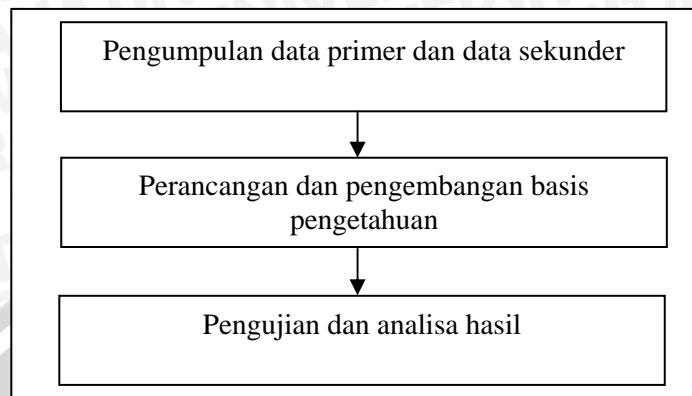 Pengumpulan data primer dan data sekunder
Perancangan dan pengembangan basis
pengetahuan
Pengujian dan analisa hasil